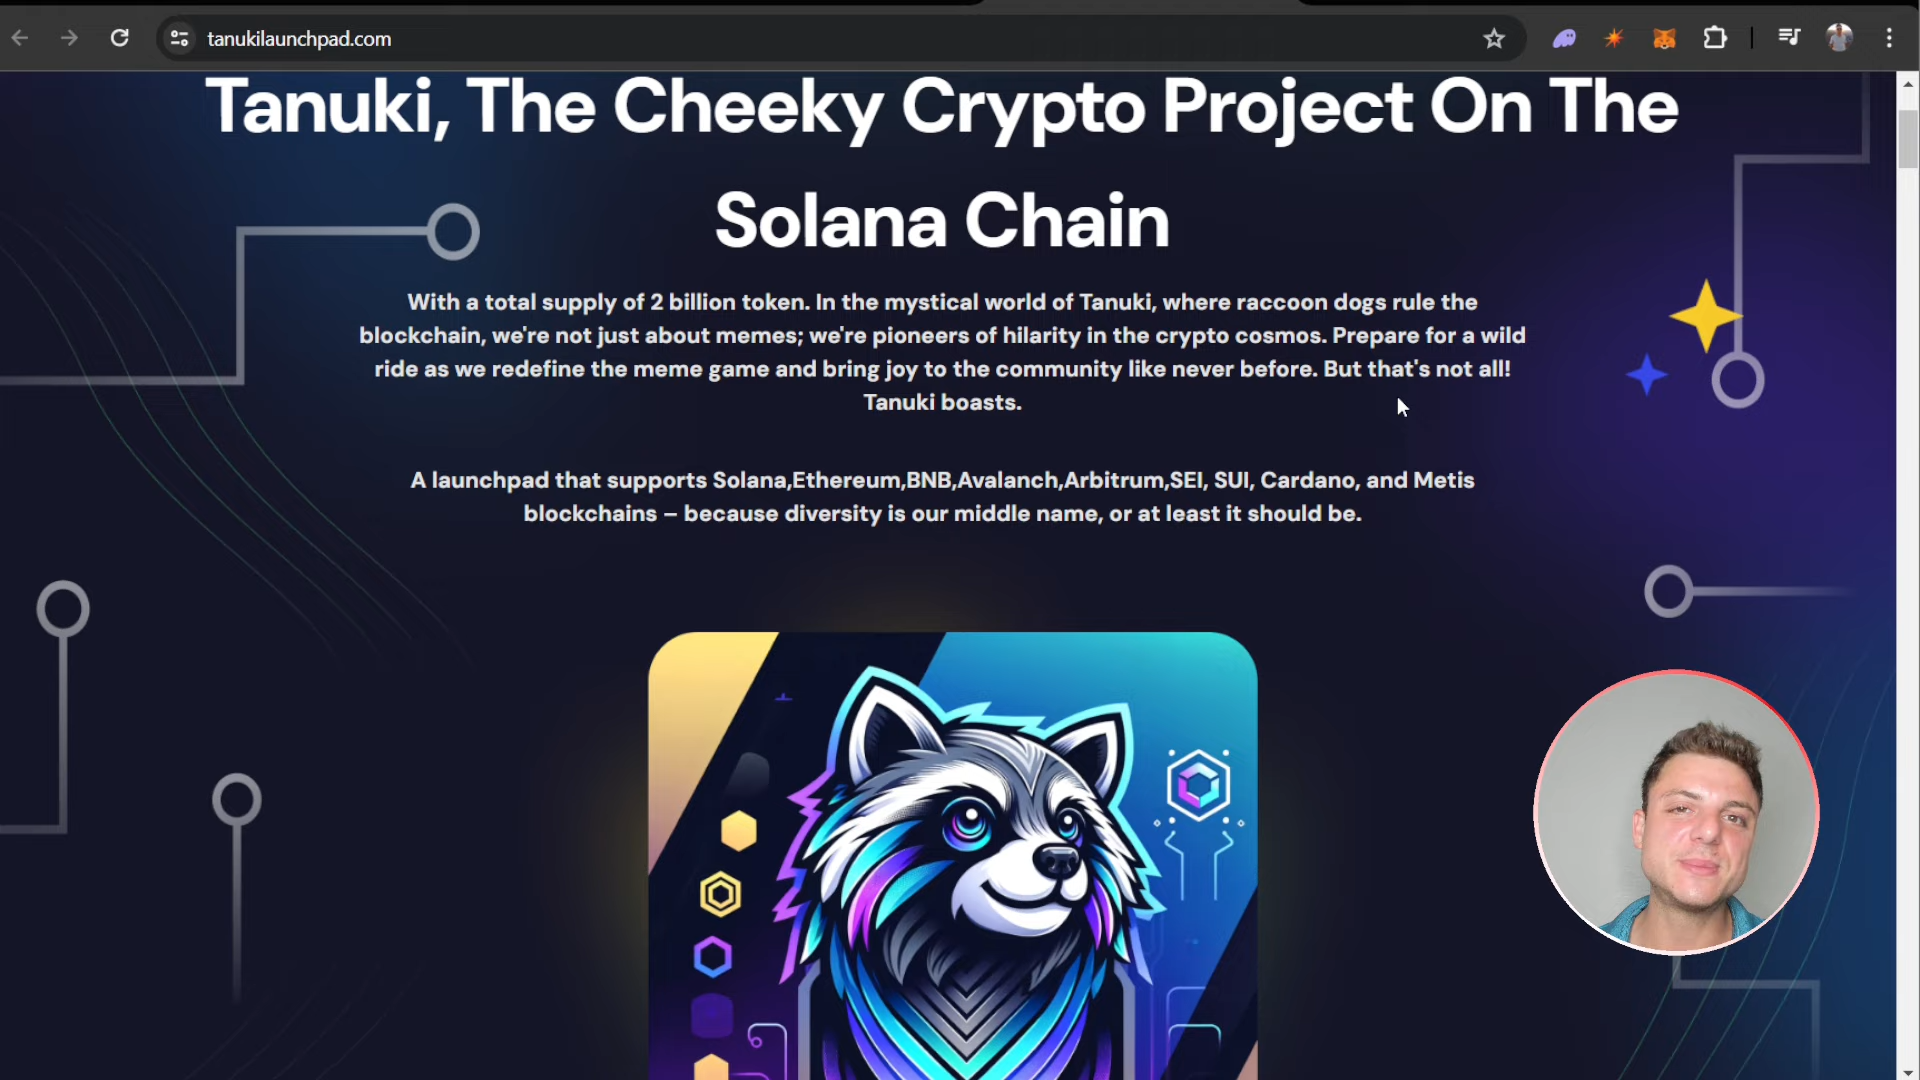 tanukilaunchpad.com
Tanuki, The Cheeky Crypto Project On The
Solana Chain
With a total supply of 2 billion token. In the mystical world of Tanuki, where raccoon dogs rule the
blockchain, we're not just about memes; we're pioneers of hilarity in the crypto cosmos. Prepare for a wild
ride as we redefine the meme game and bring joy to the community like never before. But that's not all!
Tanuki boasts.
A launchpad that supports Solana,Ethereum,BNB,Avalanch,Arbitrum,SEI, SUI, Cardano, and Metis
blockchains – because diversity is our middle name, or at least it should be.